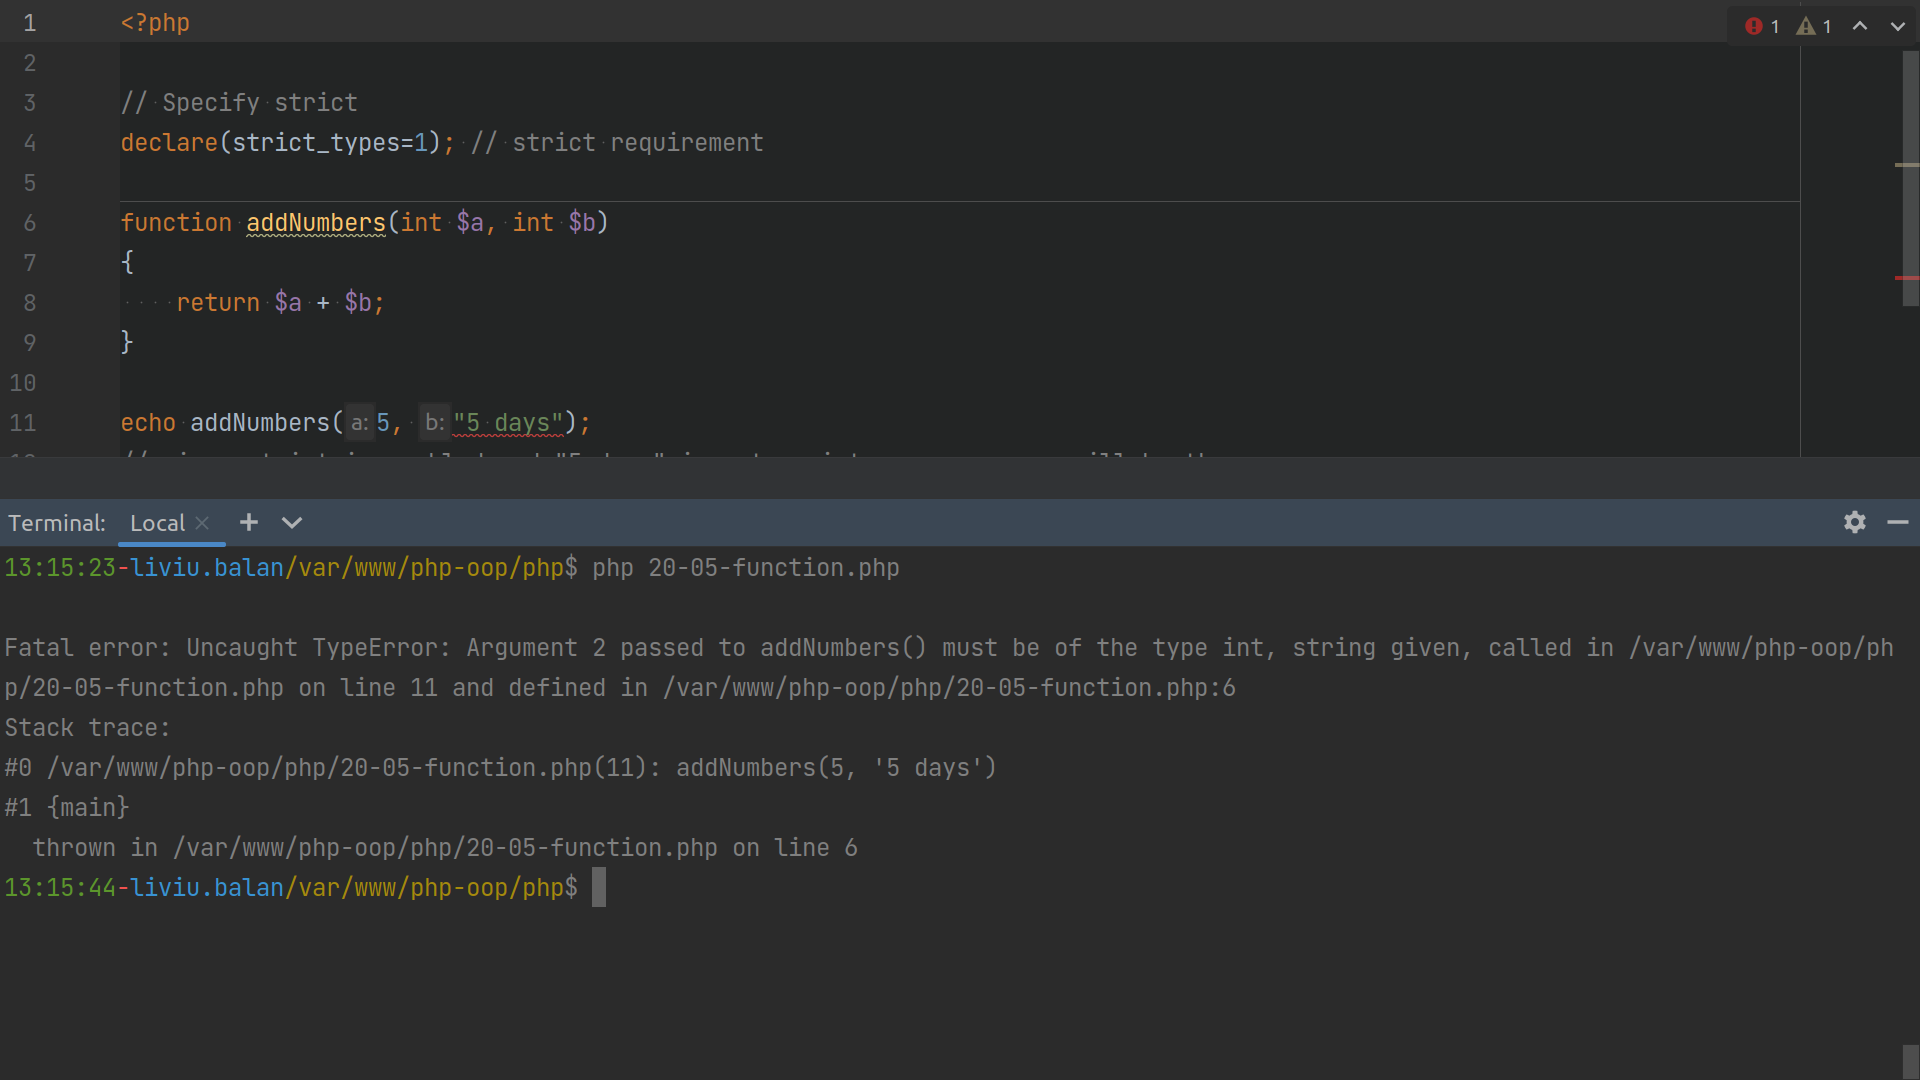 1 <?php
2
3 // Specify strict
4 declare(strict_types=1); // strict requirement
5
6 function addNumbers(int $a, int $b)
7 {
8 return $a + $b;
9 }
10
11 echo addNumbers( a: 5, b: "5 days");
1 1
Terminal: Local
13:15:23-liviu.balan/var/www/php-oop/php$ php 20-05-function.php
Fatal error: Uncaught TypeError: Argument 2 passed to addNumbers() must be of the type int, string given, called in /var/www/php-oop/ph
p/20-05-function.php on line 11 and defined in /var/www/php-oop/php/20-05-function.php:6
Stack trace:
#0 /var/www/php-oop/php/20-05-function.php(11): addNumbers(5, '5 days')
#1 {main}
thrown in /var/www/php-oop/php/20-05-function.php on line 6
13:15:44-liviu.balan/var/www/php-oop/php$